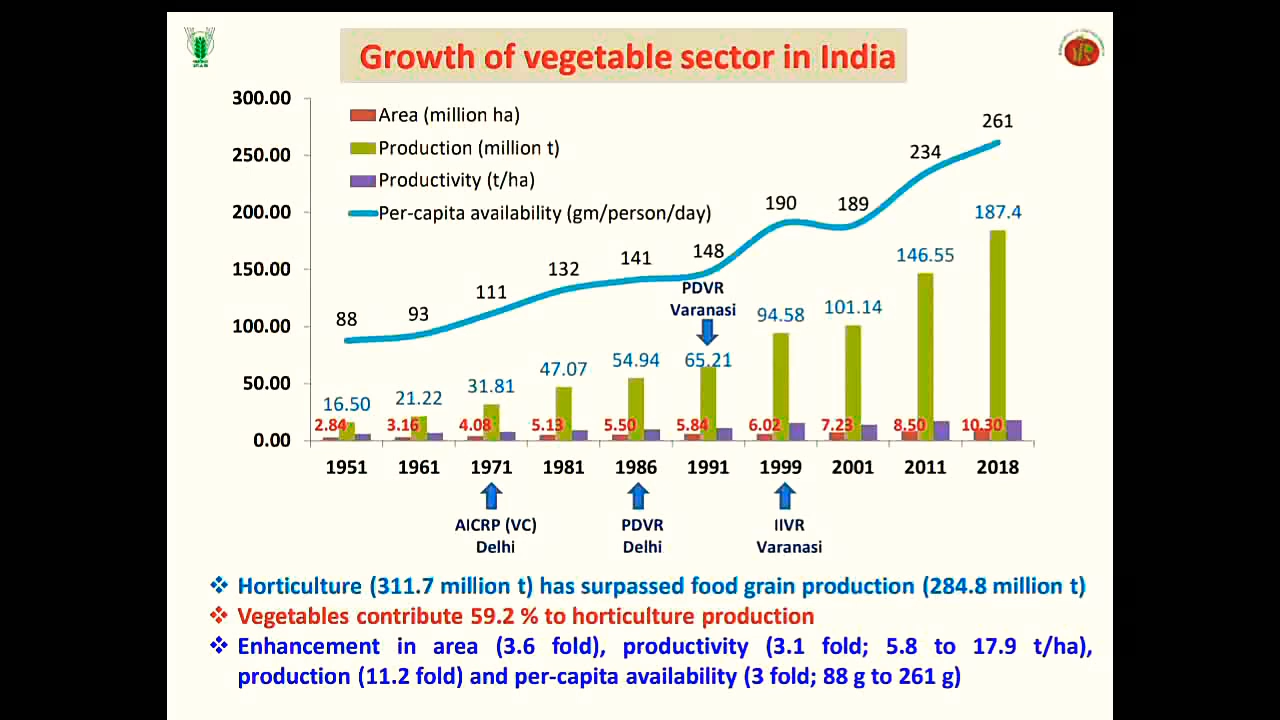 Growth of vegetable sector in India
300.00
250.00
200.00
150.00
100.00
50.00
0.00
Area (million ha)
Production (million t)
Productivity (t/ha)
Per-capita availability (gm/person/day)
88 93 111 132 141 148 190 189 234 261
PDVR
Varanasi
16.50 21.22 31.81 47.07 54.94 65.21 94.58 101.14 146.55 187.4
2.84 3.16 4.08 5.13 5.50 5.84 6.02 7.23 8.50 10.30
1951 1961 1971 1981 1986 1991 1999 2001 2011 2018
AICRP (VC)
Delhi
PDVR
Delhi
IIVR
Varanasi
❖ Horticulture (311.7 million t) has surpassed food grain production (284.8 million t)
❖ Vegetables contribute 59.2 % to horticulture production
❖ Enhancement in area (3.6 fold), productivity (3.1 fold; 5.8 to 17.9 t/ha),
production (11.2 fold) and per-capita availability (3 fold; 88 g to 261 g)